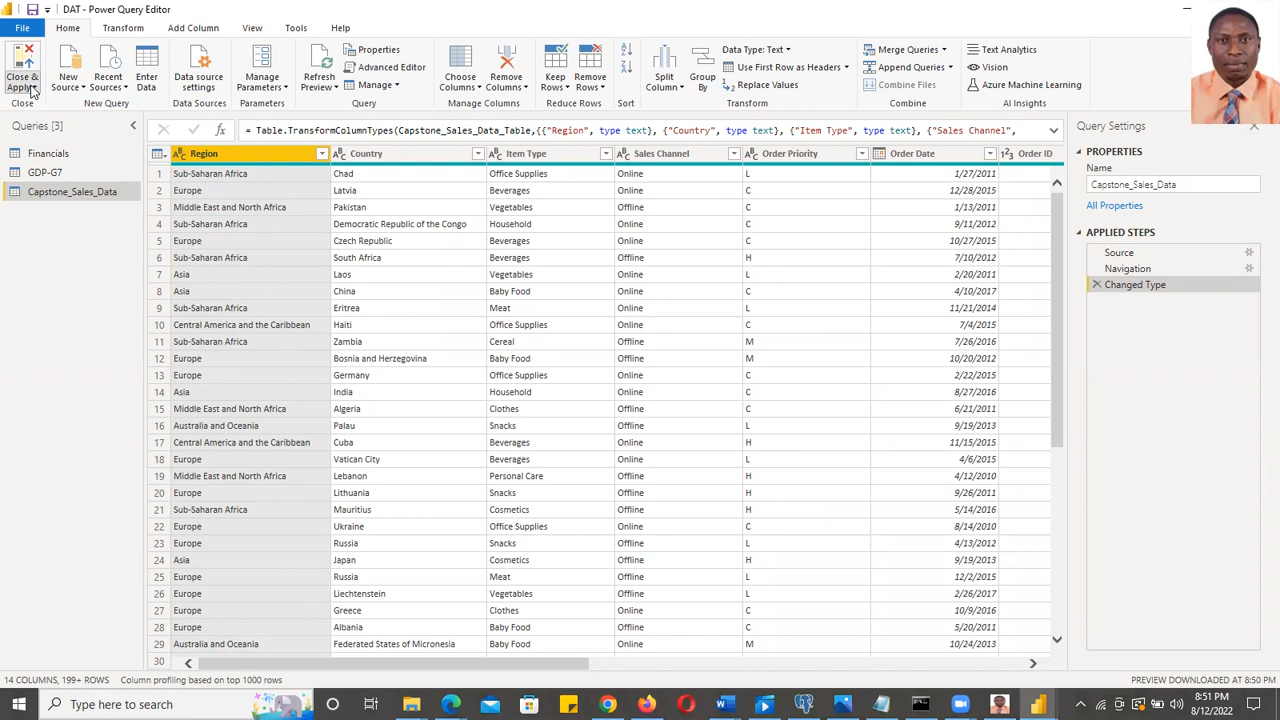 DAT - Power Query Editor
File Home Transform Add Column View Tools Help
Close & Apply
New Source
Recent Sources
Enter Data
Data source settings
Manage Parameters
Refresh Preview
Properties
Advanced Editor
Manage
Choose Columns
Remove Columns
Keep Rows
Remove Rows
Split Column
Group By
Data Type: Text
Use First Row as Headers
Replace Values
Merge Queries
Append Queries
Combine Files
Text Analytics
Vision
Azure Machine Learning
Close New Query Data Sources Parameters Query Manage Columns Reduce Rows Sort Transform Combine AI Insights
Queries [3]
Financials
GDP-G7
Capstone_Sales_Data
= Table.TransformColumnTypes(Capstone_Sales_Data_Table,{{"Region", type text}, {"Country", type text}, {"Item Type", type text}, {"Sales Channel",
Region Country Item Type Sales Channel Order Priority Order Date 123 Order ID
1 Sub-Saharan Africa Chad Office Supplies Online L 1/27/2011
2 Europe Latvia Beverages Online C 12/28/2015
3 Middle East and North Africa Pakistan Vegetables Offline C 1/13/2011
4 Sub-Saharan Africa Democratic Republic of the Congo Household Online C 9/11/2012
5 Europe Czech Republic Beverages Online C 10/27/2015
6 Sub-Saharan Africa South Africa Beverages Offline H 7/10/2012
7 Asia Laos Vegetables Online L 2/20/2011
8 Asia China Baby Food Online C 4/10/2017
9 Sub-Saharan Africa Eritrea Meat Online L 11/21/2014
10 Central America and the Caribbean Haiti Office Supplies Online C 7/4/2015
11 Sub-Saharan Africa Zambia Cereal Online M 7/26/2016
12 Europe Bosnia and Herzegovina Baby Food Offline M 10/20/2012
13 Europe Germany Office Supplies Online C 2/22/2015
14 Asia India Household Online C 8/27/2016
15 Middle East and North Africa Algeria Clothes Offline C 6/21/2011
16 Australia and Oceania Palau Snacks Offline L 9/19/2013
17 Central America and the Caribbean Cuba Beverages Online H 11/15/2015
18 Europe Vatican City Beverages Online L 4/6/2015
19 Middle East and North Africa Lebanon Personal Care Offline H 4/12/2010
20 Europe Lithuania Snacks Offline H 9/26/2011
21 Sub-Saharan Africa Mauritius Cosmetics Offline H 5/14/2016
22 Europe Ukraine Office Supplies Online C 8/14/2010
23 Europe Russia Snacks Offline L 4/13/2012
24 Asia Japan Cosmetics Offline H 9/19/2013
25 Europe Russia Meat Online L 12/2/2015
26 Europe Liechtenstein Vegetables Offline L 2/26/2017
27 Europe Greece Clothes Online C 10/9/2016
28 Europe Albania Baby Food Offline C 5/20/2011
29 Australia and Oceania Federated States of Micronesia Baby Food Online M 10/24/2013
30
Query Settings
PROPERTIES
Name
Capstone_Sales_Data
All Properties
APPLIED STEPS
Source
Navigation
Changed Type
14 COLUMNS, 199+ ROWS Column profiling based on top 1000 rows PREVIEW DOWNLOADED AT 8:50 PM
Type here to search
8:51 PM
8/12/2022